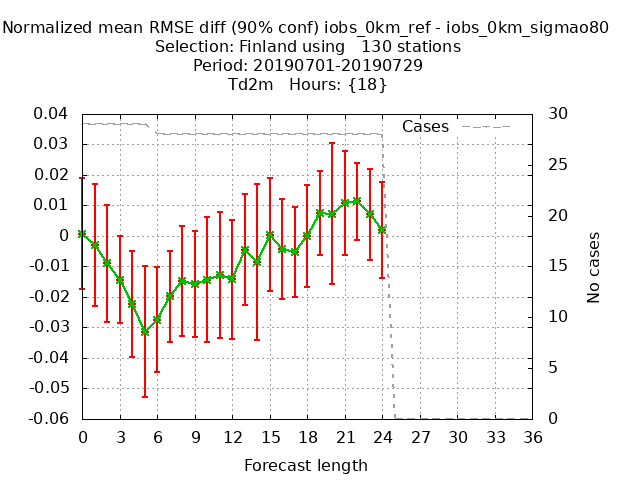 Normalized mean RMSE diff (90% conf) iobs_0km_ref - iobs_0km_sigmao80
Selection: Finland using   130 stations
Period: 20190701-20190729
Td2m   Hours: {18}
Cases
0.04
0.03
0.02
0.01
0
-0.01
-0.02
-0.03
-0.04
-0.05
-0.06
30
25
20
15
10
5
0
No cases
0 3 6 9 12 15 18 21 24 27 30 33 36
Forecast length